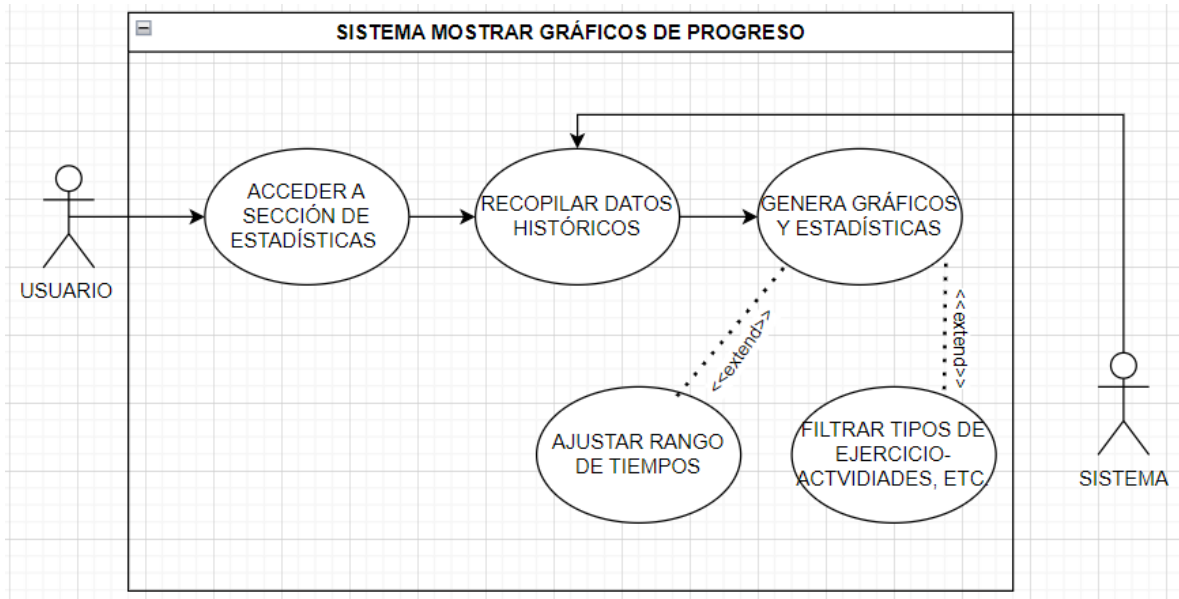 SISTEMA MOSTRAR GRÁFICOS DE PROGRESO
ACCEDER A
SECCIÓN DE
ESTADÍSTICAS
RECOPILAR DATOS
HISTÓRICOS
GENERA GRÁFICOS
Y ESTADÍSTICAS
USUARIO
<<extend>>
<<extend>>
AJUSTAR RANGO
DE TIEMPOS
FILTRAR TIPOS DE
EJERCICIO-
ACTVIDIADES, ETC.
SISTEMA